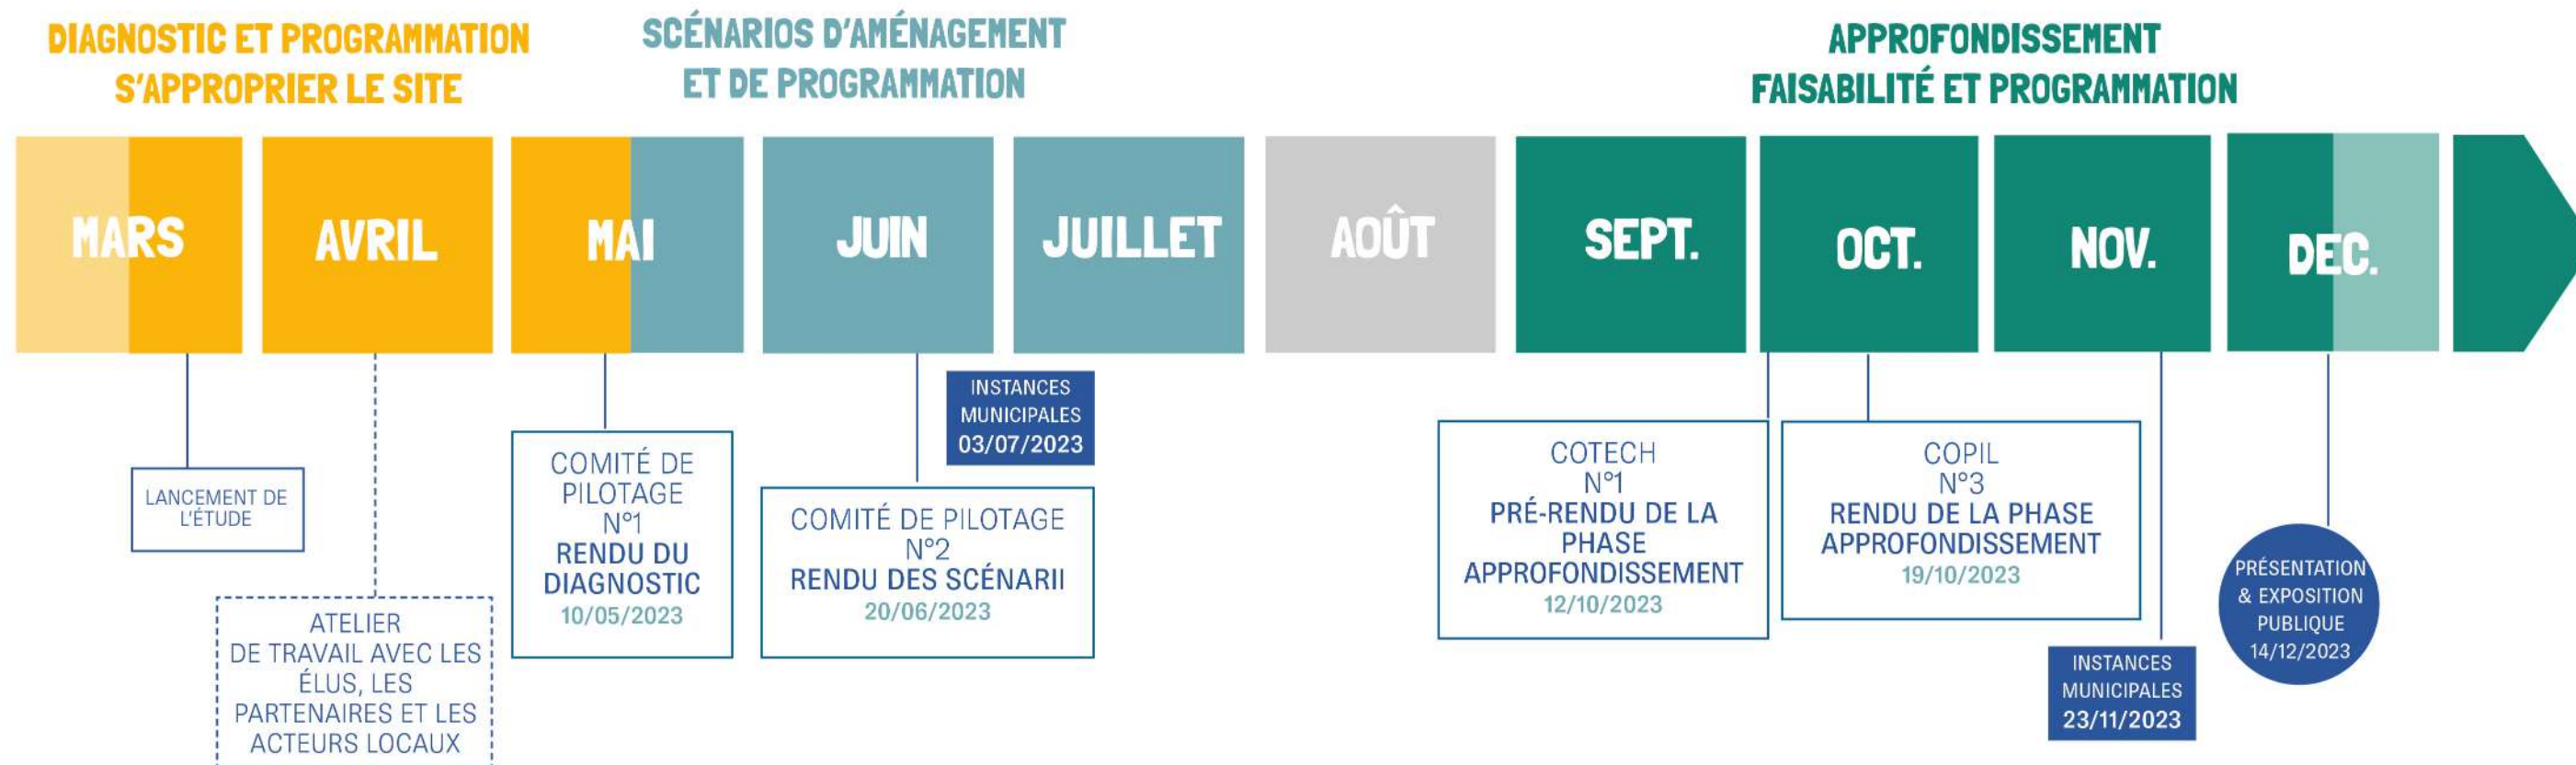 DIAGNOSTIC ET PROGRAMMATION
S'APPROPRIER LE SITE
SCÉNARIOS D'AMÉNAGEMENT
ET DE PROGRAMMATION
APPROFONDISSEMENT
FAISABILITÉ ET PROGRAMMATION
MARS
AVRIL
MAI
JUIN
JUILLET
AOÛT
SEPT.
OCT.
NOV.
DEC.
LANCEMENT DE
L'ÉTUDE
ATELIER
DE TRAVAIL AVEC LES
ÉLUS, LES
PARTENAIRES ET LES
ACTEURS LOCAUX
COMITÉ DE
PILOTAGE
N°1
RENDU DU
DIAGNOSTIC
10/05/2023
INSTANCES
MUNICIPALES
03/07/2023
COMITÉ DE PILOTAGE
N°2
RENDU DES SCÉNARII
20/06/2023
COTECH
N°1
PRÉ-RENDU DE LA
PHASE
APPROFONDISSEMENT
12/10/2023
COPIL
N°3
RENDU DE LA PHASE
APPROFONDISSEMENT
19/10/2023
INSTANCES
MUNICIPALES
23/11/2023
PRÉSENTATION
& EXPOSITION
PUBLIQUE
14/12/2023